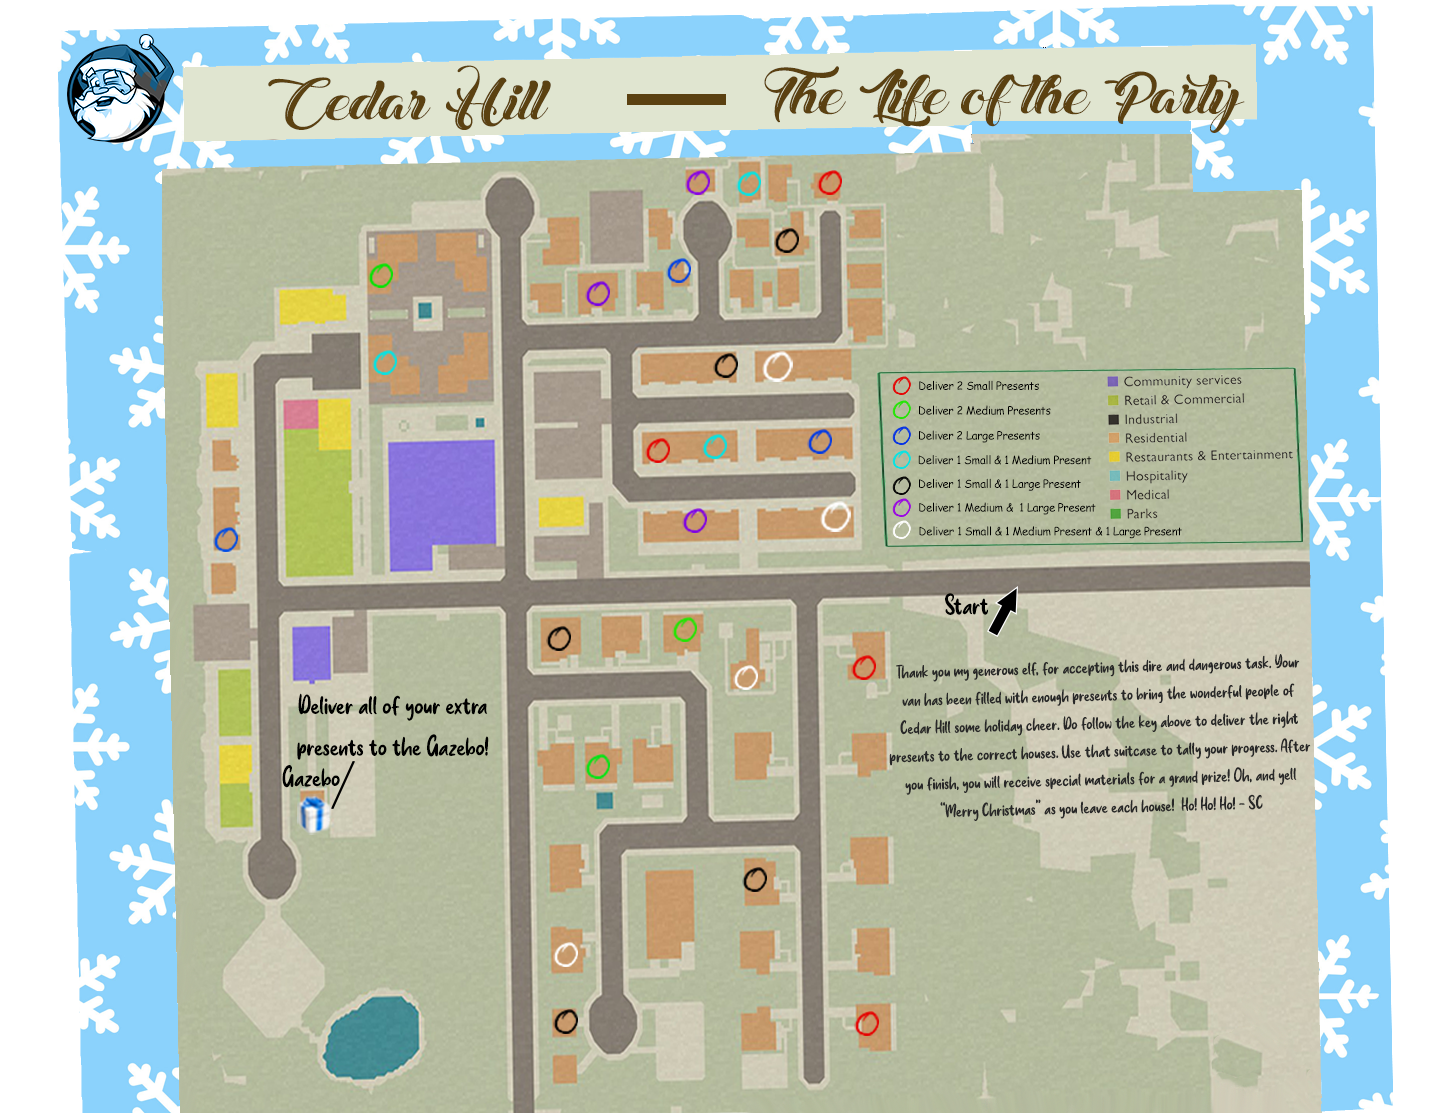 Cedar Hill — The Life of the Party
Deliver 2 Small Presents
Deliver 2 Medium Presents
Deliver 2 Large Presents
Deliver 1 Small & 1 Medium Present
Deliver 1 Small & 1 Large Present
Deliver 1 Medium & 1 Large Present
Deliver 1 Small & 1 Medium Present & 1 Large Present
Community services
Retail & Commercial
Industrial
Residential
Restaurants & Entertainment
Hospitality
Medical
Parks
Start
Thank you my generous elf, for accepting this dire and dangerous task. Your
van has been filled with enough presents to bring the wonderful people of
Cedar Hill some holiday cheer. Do follow the key above to deliver the right
presents to the correct houses. Use that suitcase to tally your progress. After
you finish, you will receive special materials for a grand prize! Oh, and yell
"Merry Christmas" as you leave each house! Ho! Ho! Ho! - SC
Deliver all of your extra
presents to the Gazebo!
Gazebo